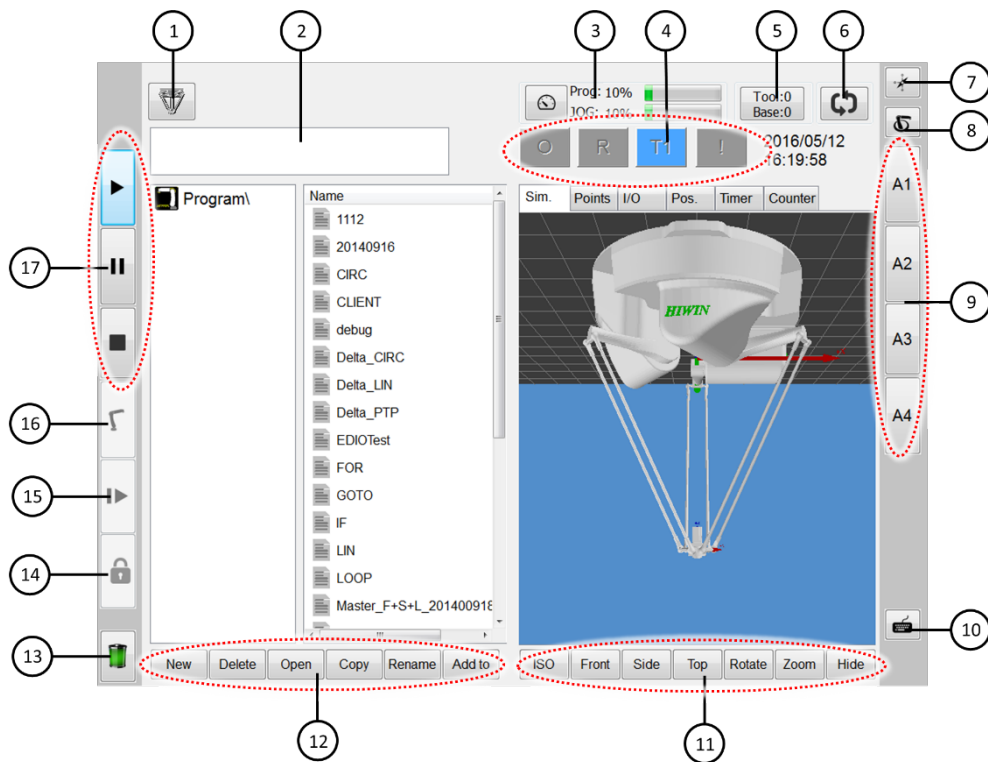 1
2
3
4
5
6
7
8
9
10
11
12
13
14
15
16
17
Prog: 10%
JOG: 10%
Tool:0
Base:0
O R T1 !
2016/05/12
16:19:58
Program\
Name
1112
20140916
CIRC
CLIENT
debug
Delta_CIRC
Delta_LIN
Delta_PTP
EDIOTest
FOR
GOTO
IF
LIN
LOOP
Master_F+S+L_201400918
Sim. Points I/O Pos. Timer Counter
HIWIN
A1
A2
A3
A4
New Delete Open Copy Rename Add to
ISO Front Side Top Rotate Zoom Hide